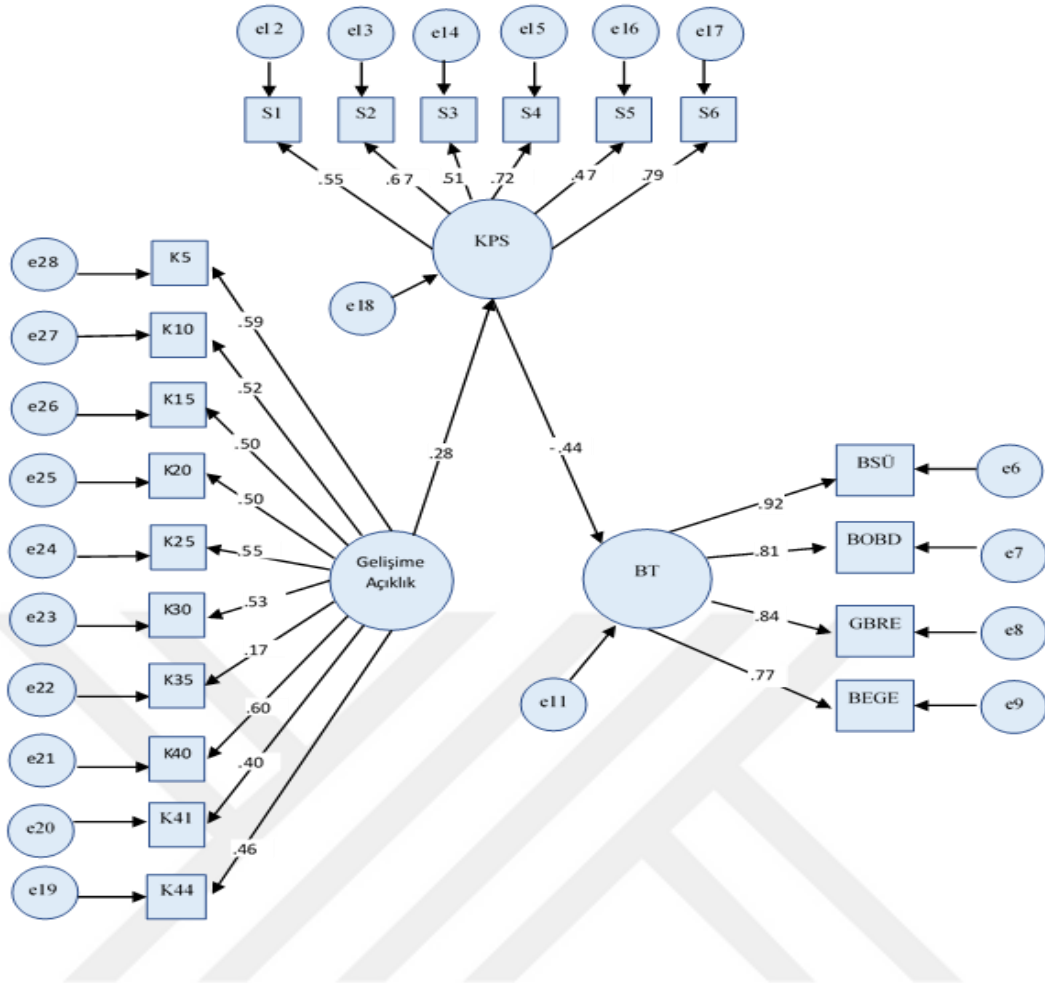 e12 e13 e14 e15 e16 e17
S1 S2 S3 S4 S5 S6
.55 .67 .51 .72 .47 .79
KPS
e18
e28 K5
.59
e27 K10
.52
e26 K15
.50
e25 K20
.50
e24 K25
.55
e23 K30
.53
e22 K35
.17
e21 K40
.60
e20 K41
.40
e19 K44
.46
Gelişime
Açıklık
.28
-.44
BT
e11
.92
BSÜ e6
.81
BOBD e7
.84
GBRE e8
.77
BEGE e9